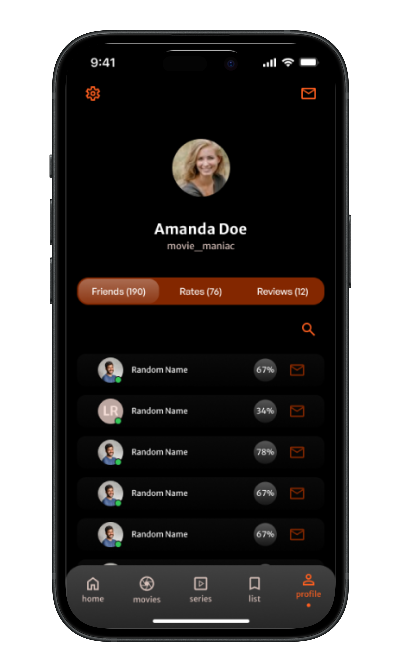 9:41
Amanda Doe
movie_maniac
Friends (190) Rates (76) Reviews (12)
Random Name 67%
LR Random Name 34%
Random Name 78%
Random Name 67%
Random Name 67%
home movies series list profile